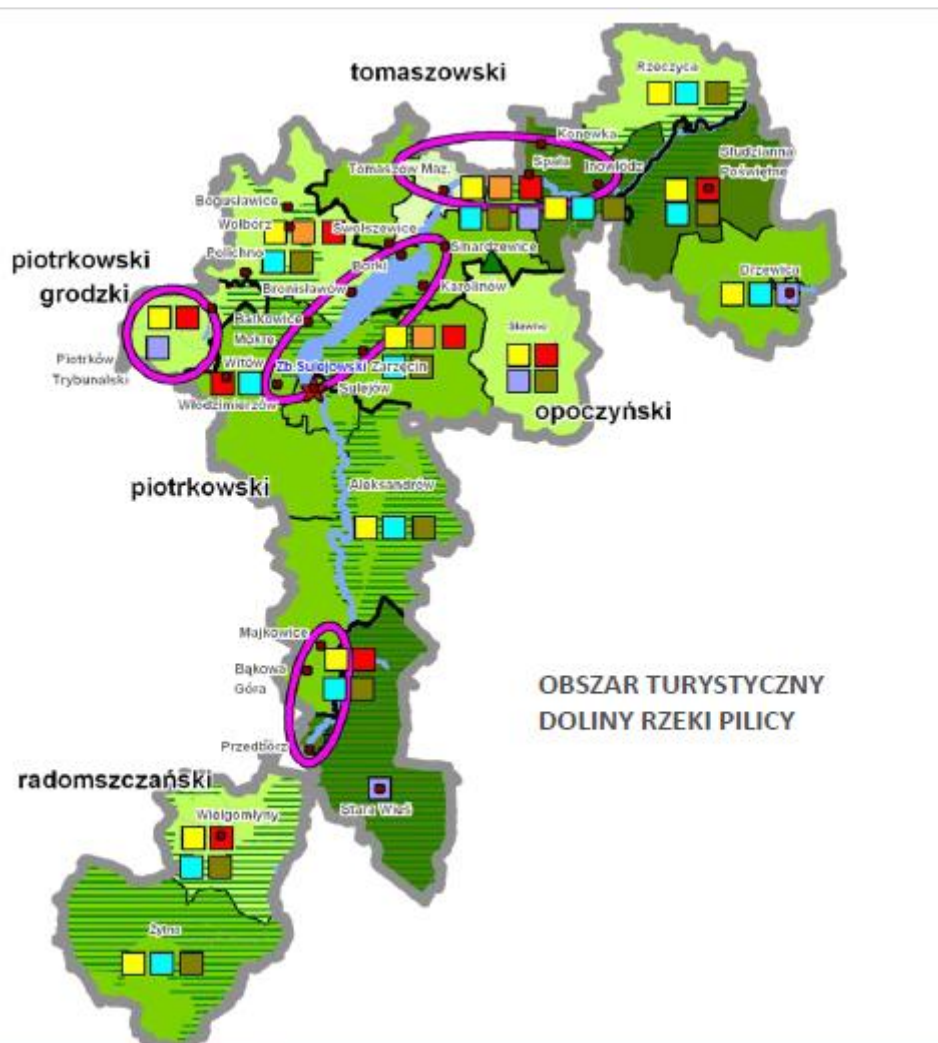 tomaszowski
Rzeczyca
Konewka
Studzianna
Poświętne
Spała
Inowłódz
Tomaszów Maz.
Bogusławice
Wolbórz
Swolszewice
Smardzewice
Polichno
Borki
piotrkowski
grodzki
Drzewica
Bronisławów
Karolinów
Barkowice
Mokre
Sławno
Piotrków
Trybunalski
Witów
Zb.Sulejowski
Zarzęcin
Sulejów
Włodzimierzów
opoczyński
piotrkowski
Aleksandrów
Majkowice
Bąkowa
Góra
OBSZAR TURYSTYCZNY
DOLINY RZEKI PILICY
Przedbórz
radomszczański
Stara Wieś
Wielgomłyny
Żytno